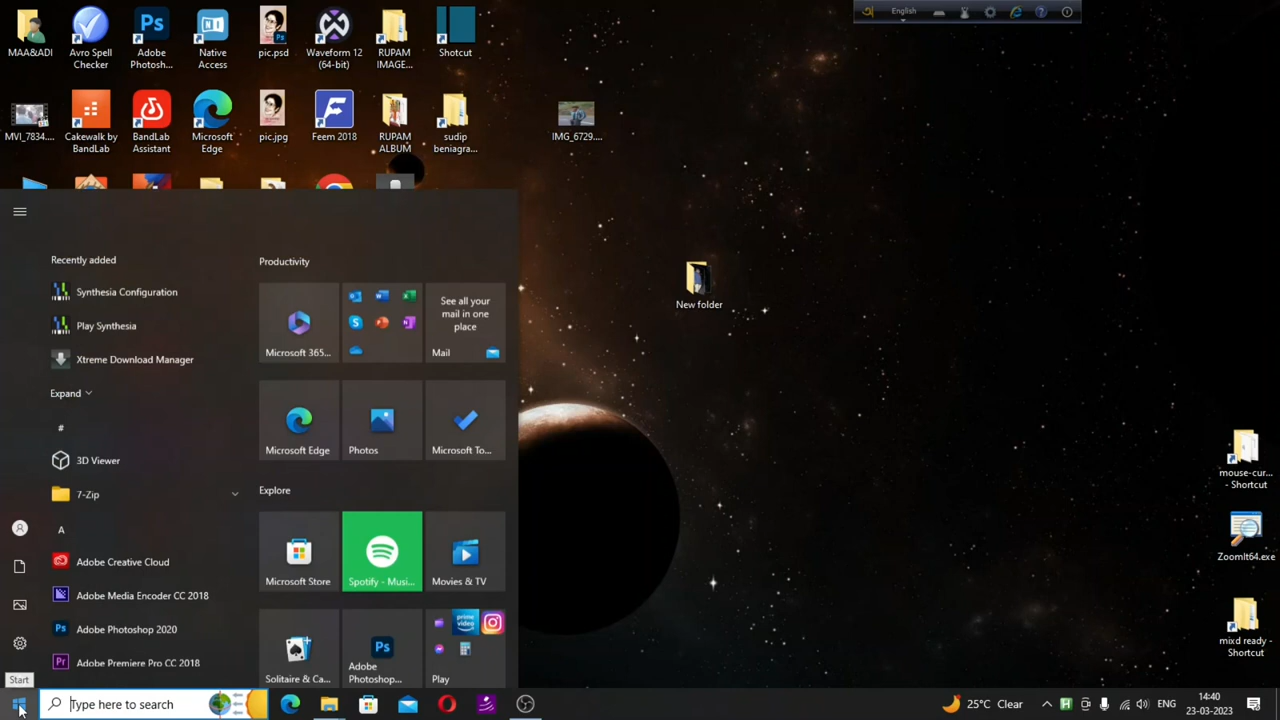 English
MAA&ADI
Avro Spell
Checker
Adobe
Photosh...
Native
Access
pic.psd
Waveform 12
(64-bit)
RUPAM
IMAGE...
Shotcut
MVI_7834....
Cakewalk by
BandLab
BandLab
Assistant
Microsoft
Edge
pic.jpg
Feem 2018
RUPAM
ALBUM
sudip
beniagra...
IMG_6729....
New folder
mouse-cur...
- Shortcut
ZoomIt64.exe
mixd ready -
Shortcut
Recently added
Synthesia Configuration
Play Synthesia
Xtreme Download Manager
Expand
#
3D Viewer
7-Zip
A
Adobe Creative Cloud
Adobe Media Encoder CC 2018
Adobe Photoshop 2020
Adobe Premiere Pro CC 2018
Productivity
Microsoft 365...
See all your
mail in one
place
Mail
Microsoft Edge
Photos
Microsoft To...
Explore
Microsoft Store
Spotify - Musi...
Movies & TV
Solitaire & Ca...
Adobe
Photoshop...
prime
video
Play
Start
Type here to search
25°C Clear
ENG
14:40
23-03-2023